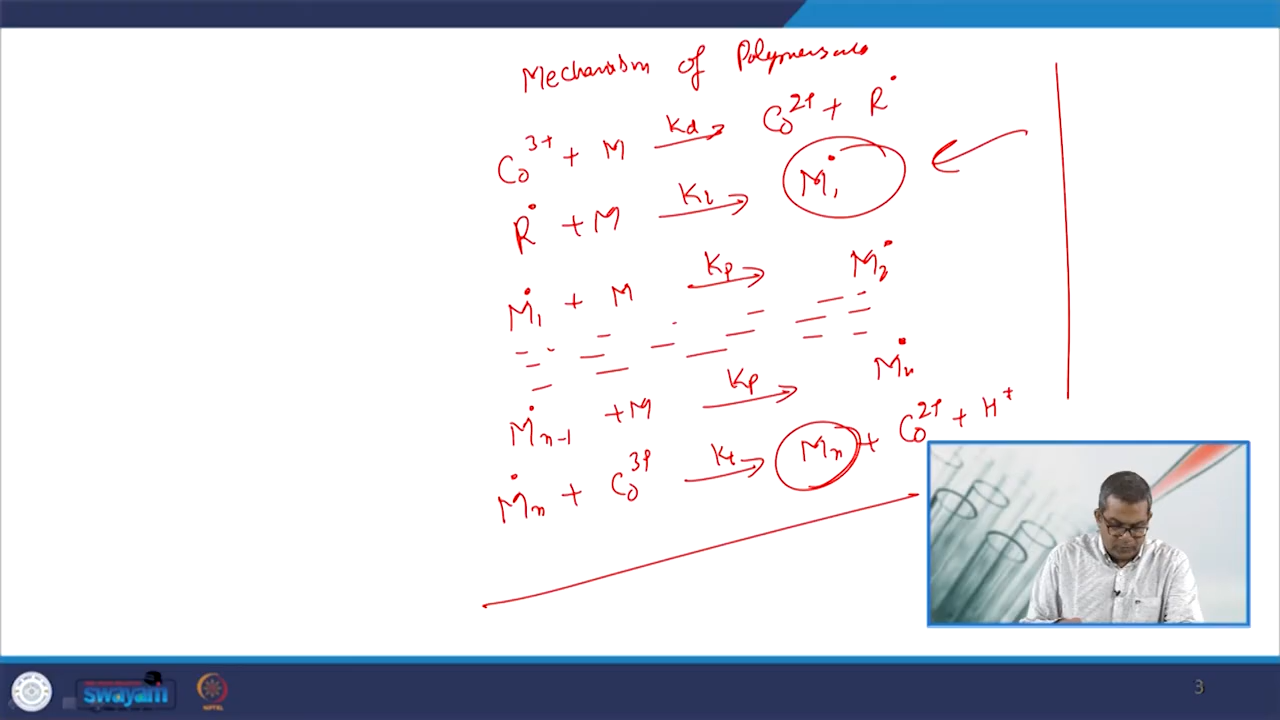 Mechanism of Polymerisation
Co³⁺ + M —Kd→ Co²⁺ + R•
R• + M —Ki→ M₁•
M₁• + M —Kp→ M₂•
M•ₙ₋₁ + M —Kp→ Mₙ•
Mₙ• + Co³⁺ —Kt→ Mₙ + Co²⁺ + H⁺
swayam
3